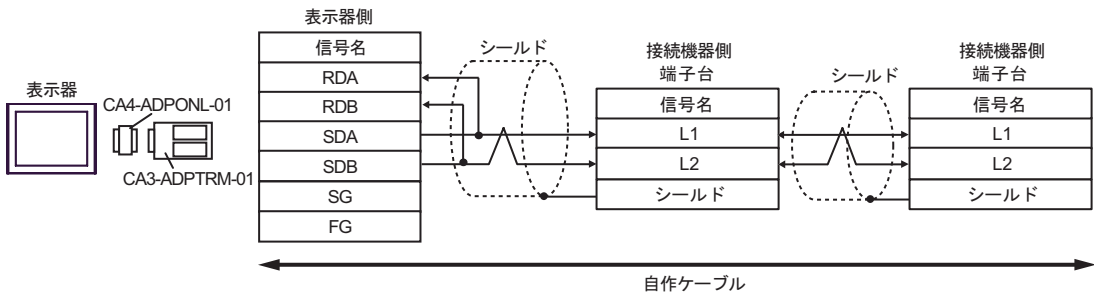 表示器
CA4-ADPONL-01
CA3-ADPTRM-01
表示器側
信号名
RDA
RDB
SDA
SDB
SG
FG
シールド
接続機器側
端子台
信号名
L1
L2
シールド
シールド
接続機器側
端子台
信号名
L1
L2
シールド
自作ケーブル